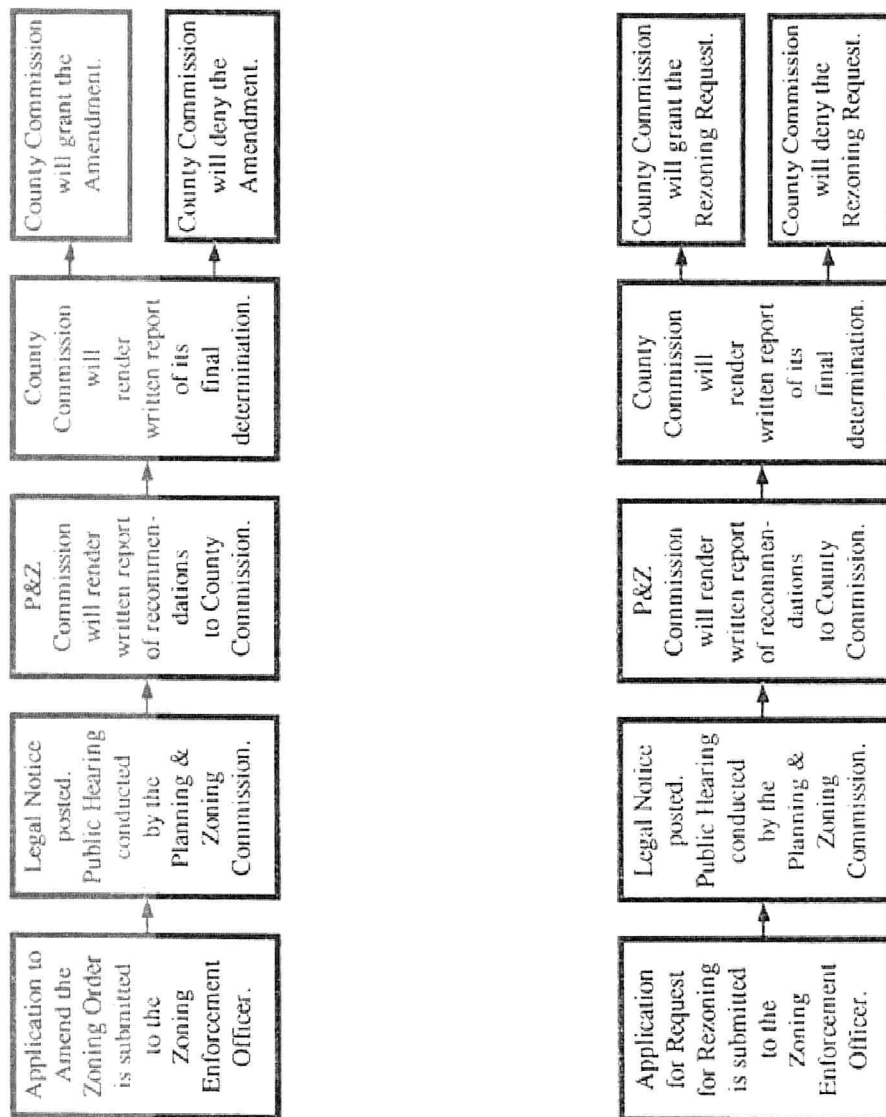 Application to
Amend the
Zoning Order
is submitted
to the
Zoning
Enforcement
Officer.
Legal Notice
posted.
Public Hearing
conducted
by the
Planning &
Zoning
Commission.
P&Z
Commission
will render
written report
of recommen-
dations
to County
Commission.
County
Commission
will
render
written report
of its
final
determination.
County Commission
will grant the
Amendment.
County Commission
will deny the
Amendment.
Application
for Request
for Rezoning
is submitted
to the
Zoning
Enforcement
Officer.
Legal Notice
posted.
Public Hearing
conducted
by the
Planning &
Zoning
Commission.
P&Z
Commission
will render
written report
of recommen-
dations
to County
Commission.
County
Commission
will
render
written report
of its
final
determination.
County Commission
will grant the
Rezoning Request.
County Commission
will deny the
Rezoning Request.